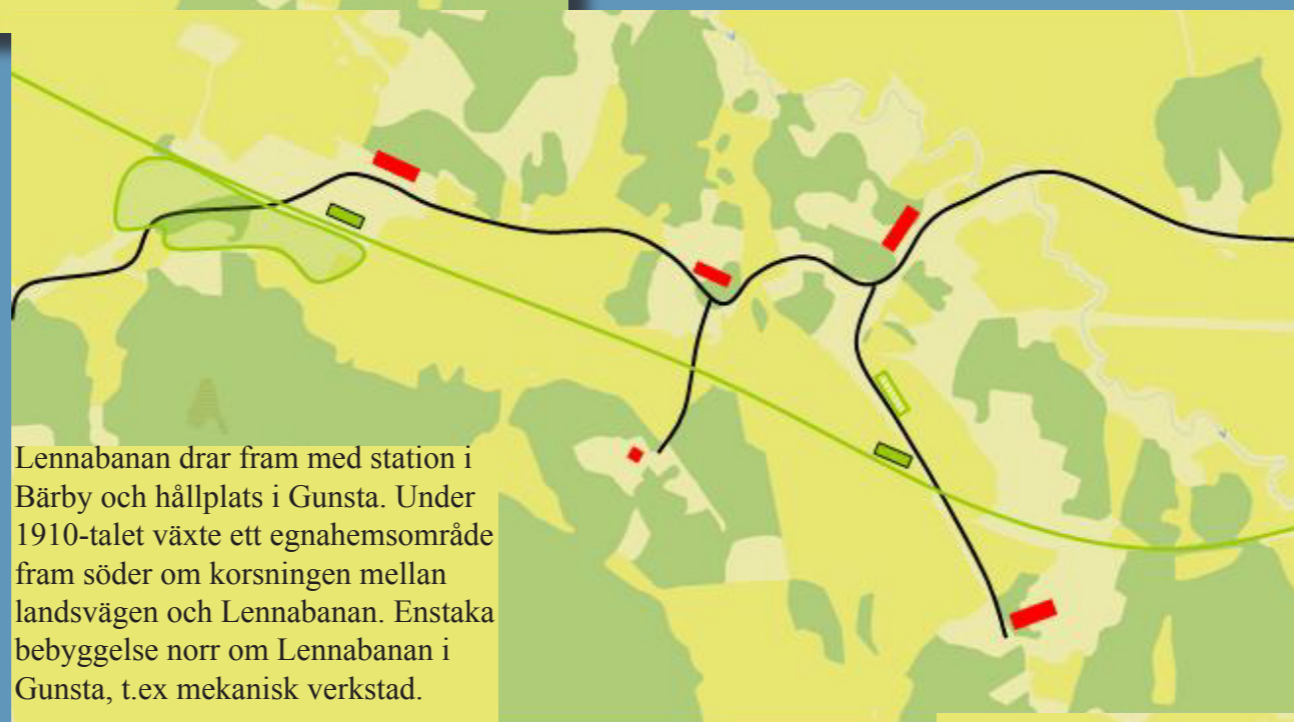 Lennabanan drar fram med station i
Bärby och hållplats i Gunsta. Under
1910-talet växte ett egnahemsområde
fram söder om korsningen mellan
landsvägen och Lennabanan. Enstaka
bebyggelse norr om Lennabanan i
Gunsta, t.ex mekanisk verkstad.